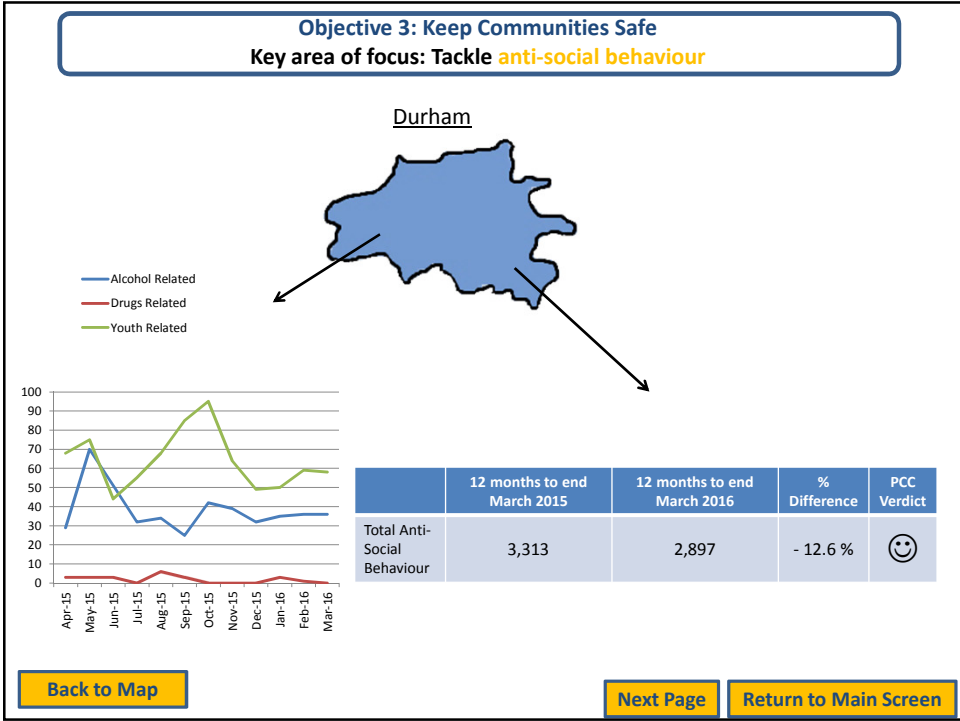 Objective 3: Keep Communities Safe
Key area of focus: Tackle anti-social behaviour
Durham
Alcohol Related
Drugs Related
Youth Related
100
90
80
70
60
50
40
30
20
10
0
Apr-15
May-15
Jun-15
Jul-15
Aug-15
Sep-15
Oct-15
Nov-15
Dec-15
Jan-16
Feb-16
Mar-16
12 months to end
March 2015
12 months to end
March 2016
%
Difference
PCC
Verdict
Total Anti-
Social
Behaviour
3,313
2,897
- 12.6 %
Back to Map
Next Page
Return to Main Screen